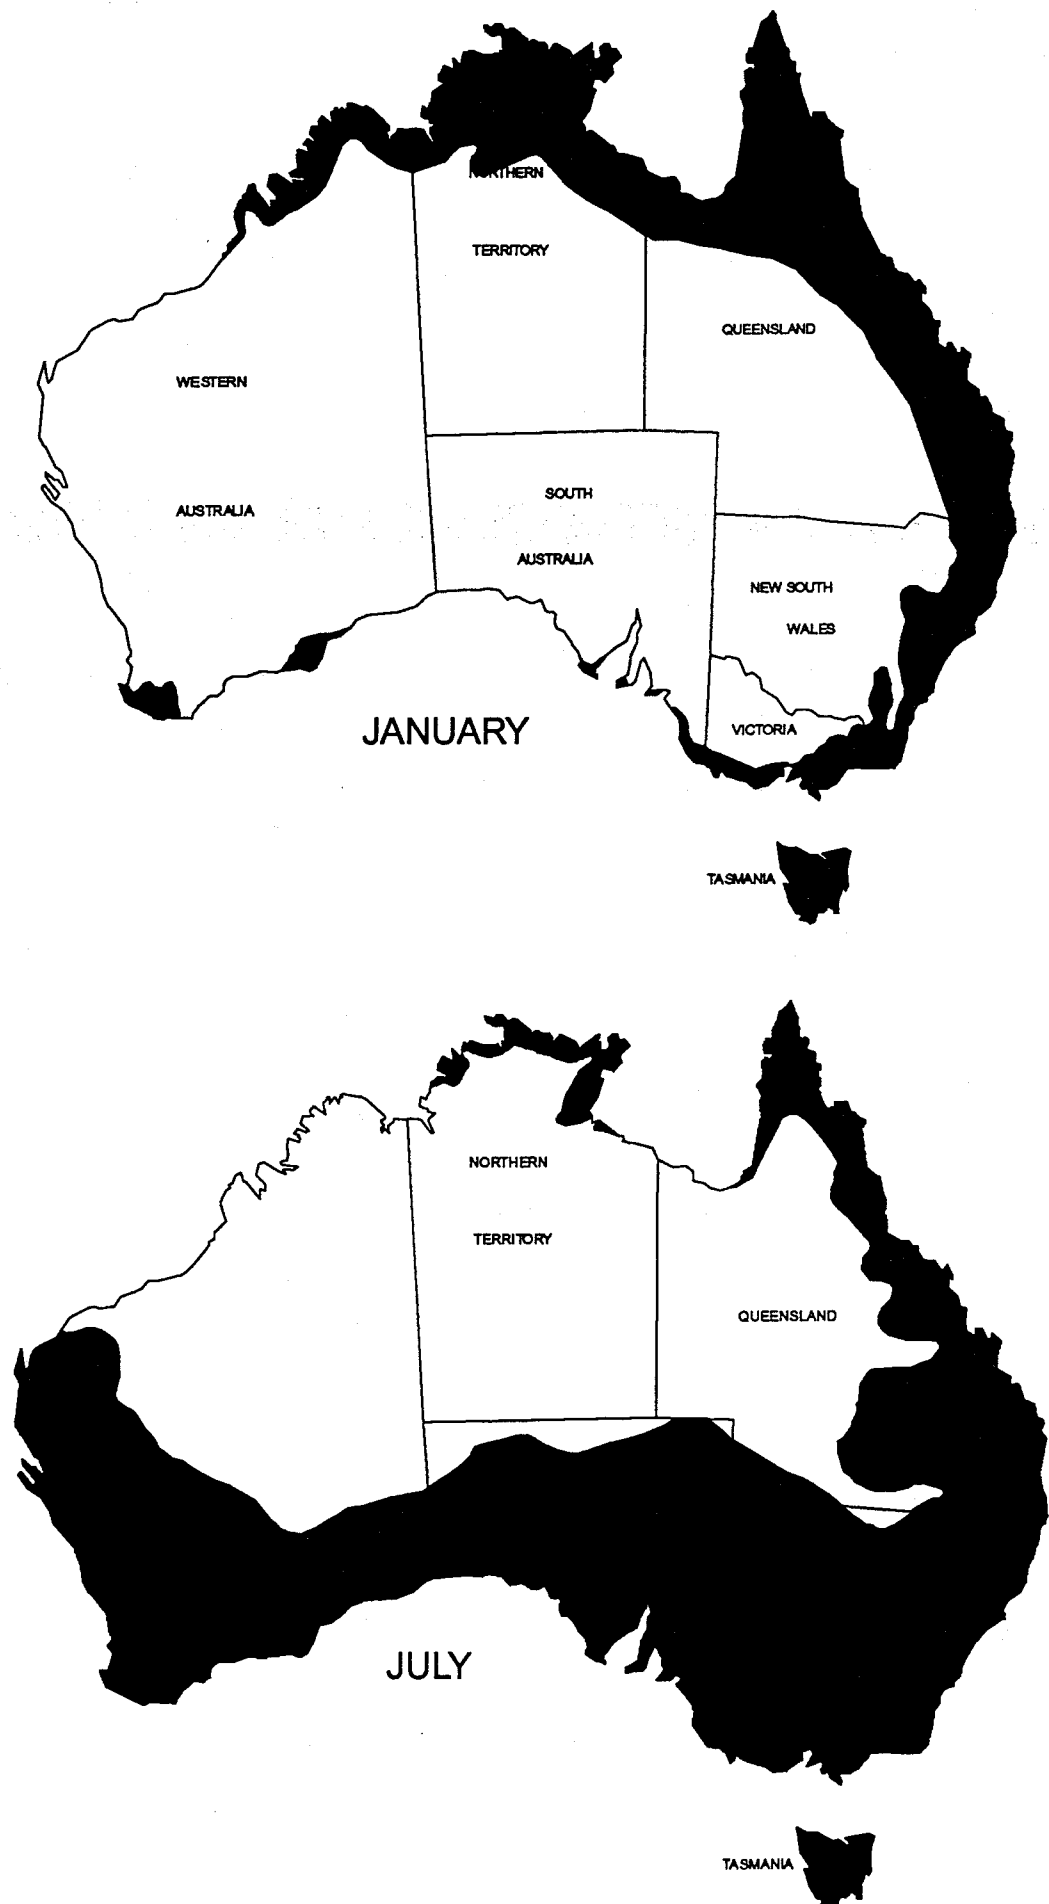 NORTHERN
TERRITORY
QUEENSLAND
WESTERN
SOUTH
AUSTRALIA
AUSTRALIA
NEW SOUTH
WALES
VICTORIA
JANUARY
TASMANIA
NORTHERN
TERRITORY
QUEENSLAND
JULY
TASMANIA